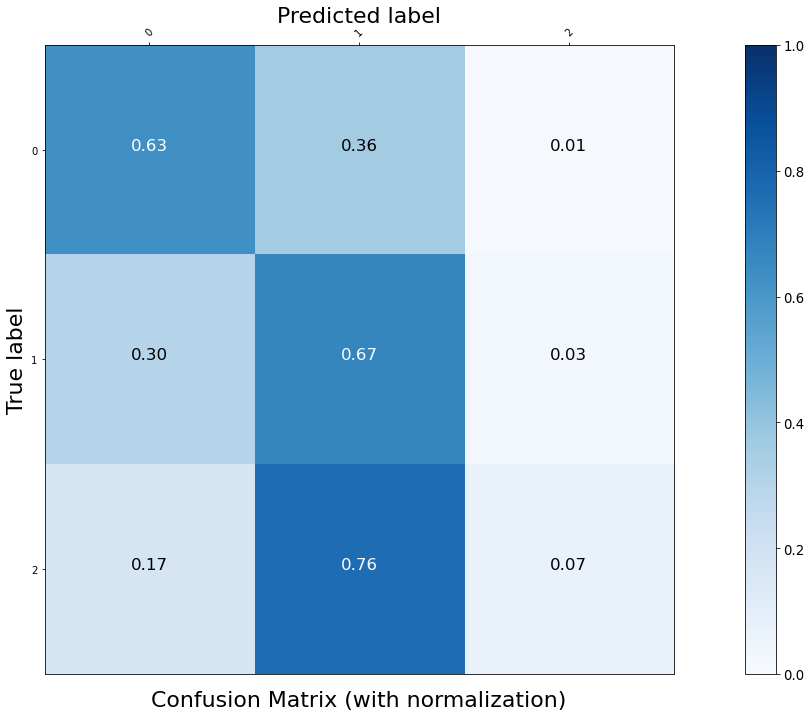 Predicted label
0 1 2
1.0
0 0.63 0.36 0.01
0.8
0.6
True label
1 0.30 0.67 0.03
0.4
0.2
2 0.17 0.76 0.07
0.0
Confusion Matrix (with normalization)